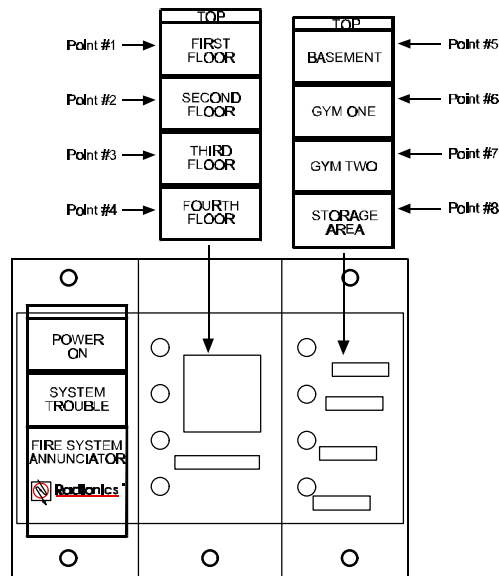 TOP
Point #1
FIRST
FLOOR
Point #2
SECOND
FLOOR
Point #3
THIRD
FLOOR
Point #4
FOURTH
FLOOR
TOP
BASEMENT
Point #5
GYM ONE
Point #6
GYM TWO
Point #7
STORAGE
AREA
Point #8
POWER
ON
SYSTEM
TROUBLE
FIRE SYSTEM
ANNUNCIATOR
Radionics